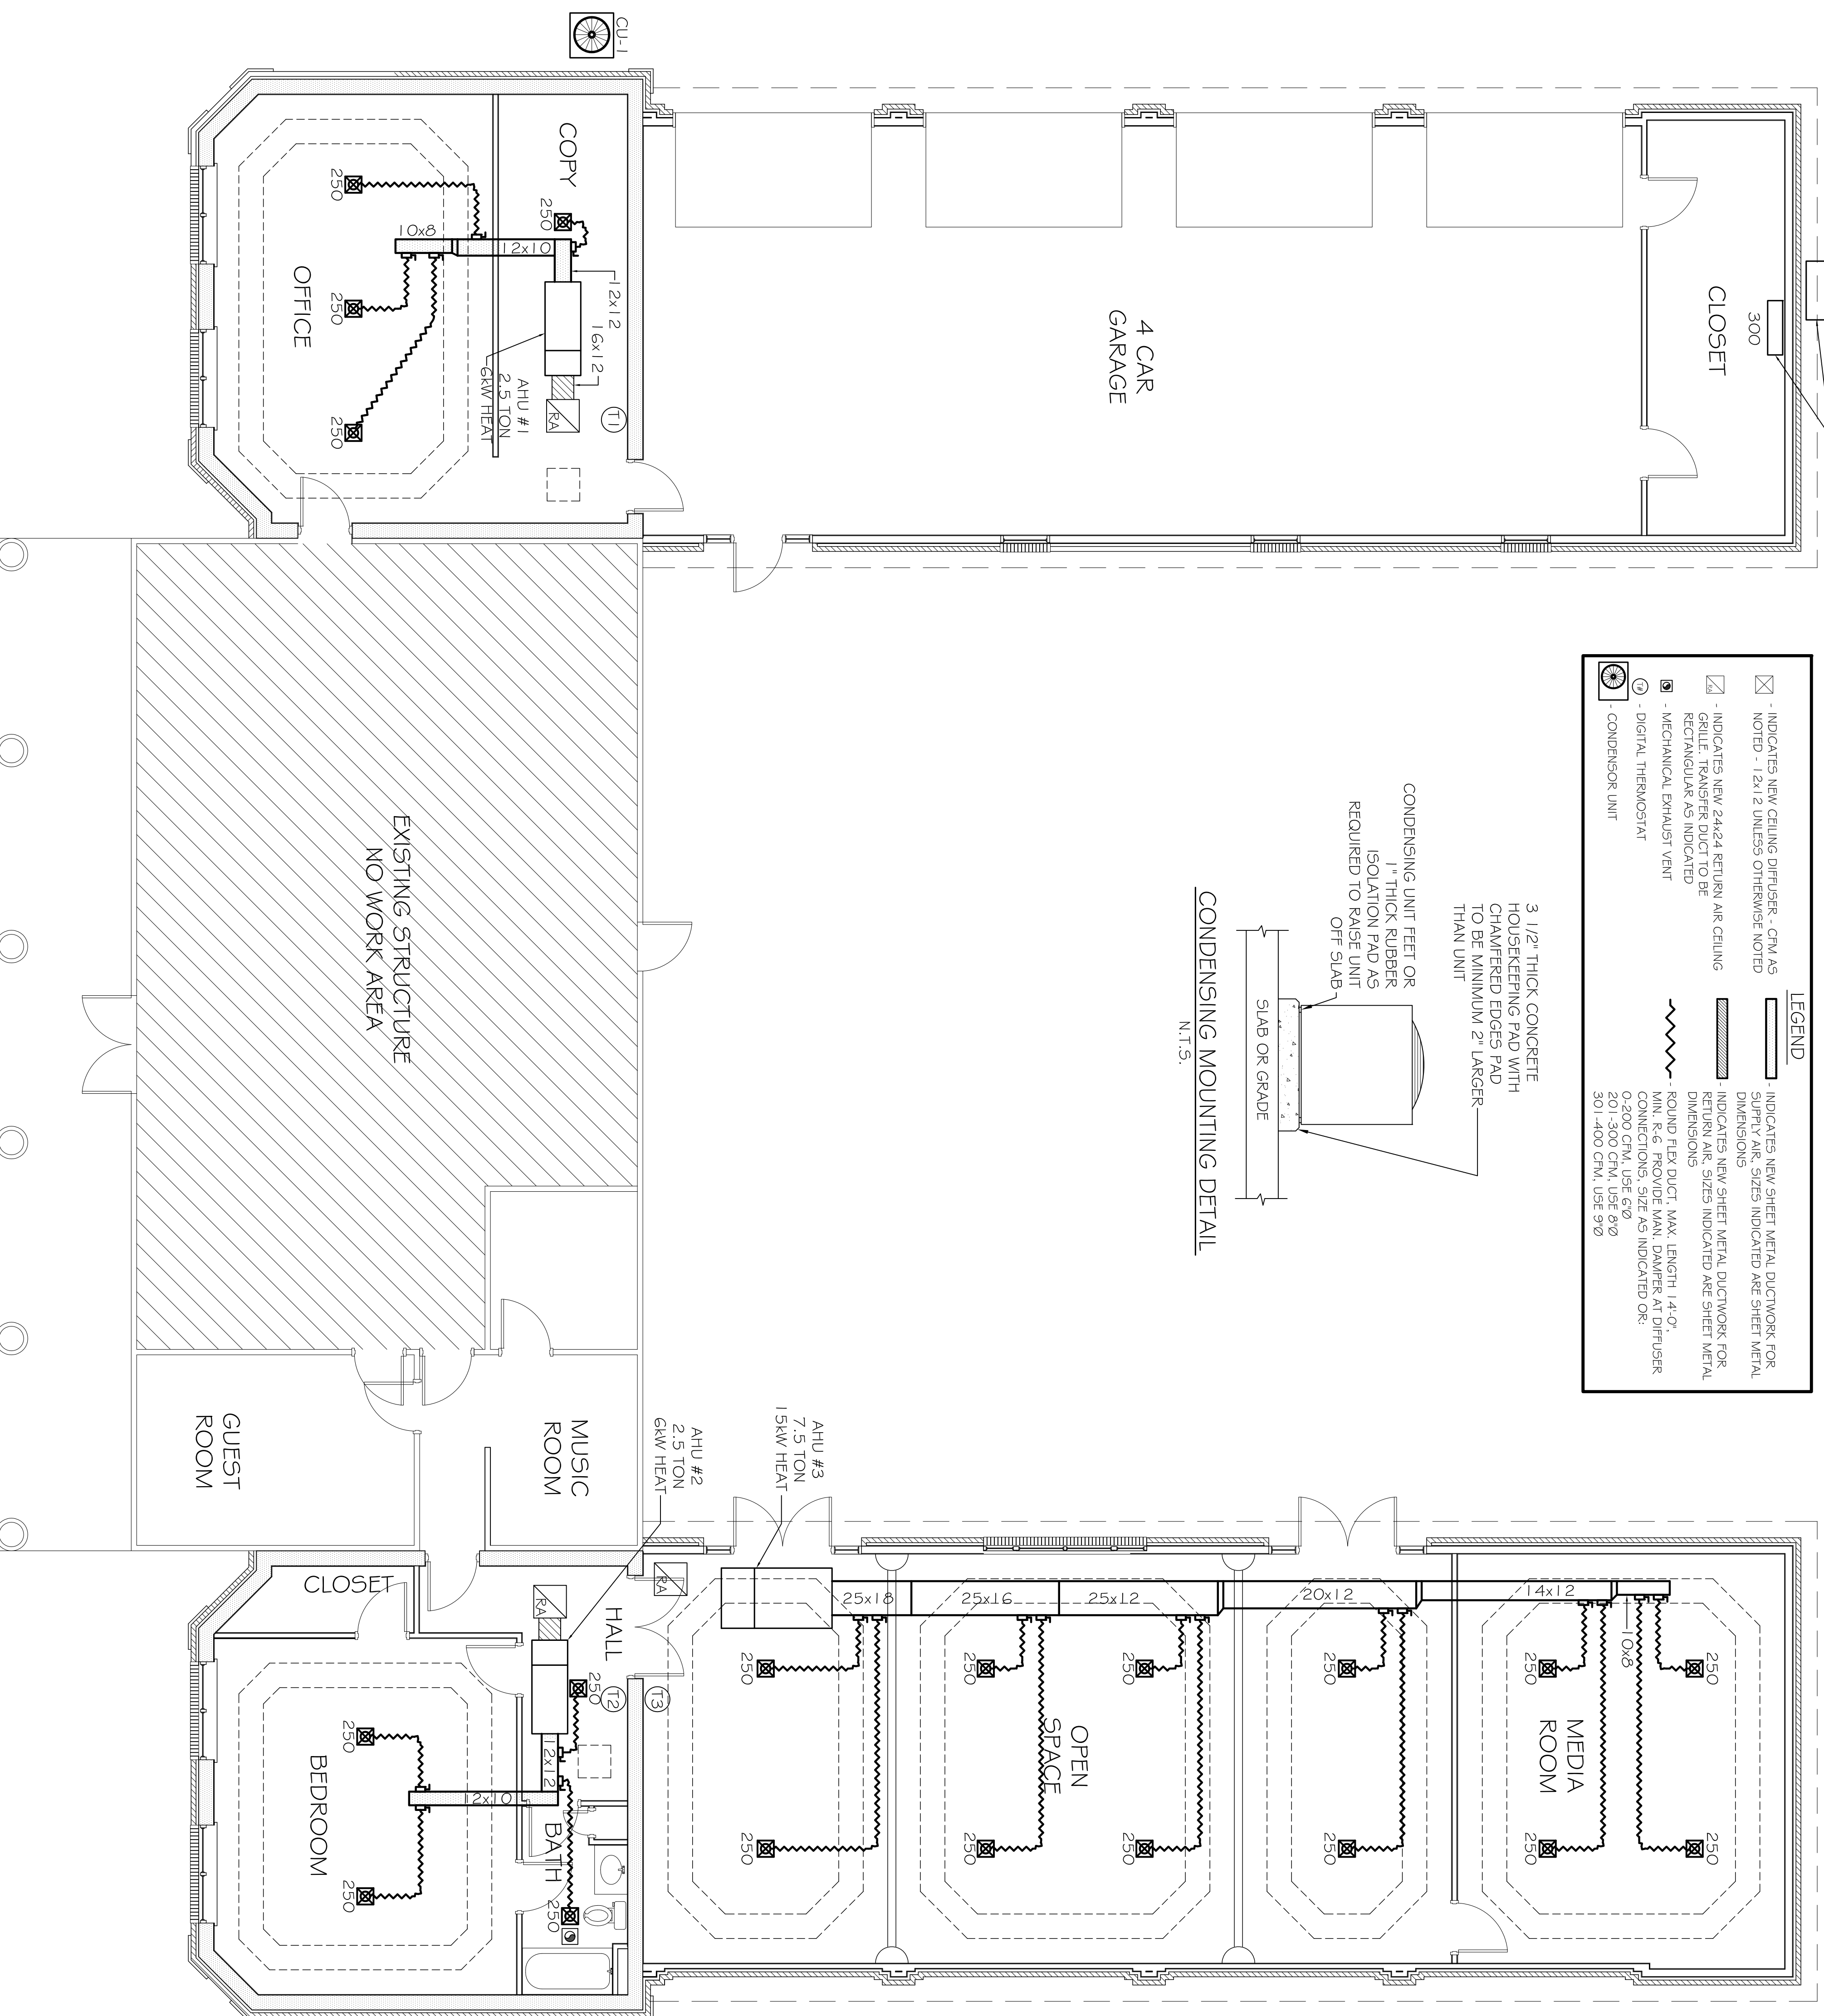 LEGEND
- INDICATES NEW CEILING DIFFUSER - CFM AS
NOTED - 12x12 UNLESS OTHERWISE NOTED
RA
- INDICATES NEW 24x24 RETURN AIR CEILING
GRILLE. TRANSFER DUCT TO BE
RECTANGULAR AS INDICATED
- MECHANICAL EXHAUST VENT
T#
- DIGITAL THERMOSTAT
- CONDENSOR UNIT
- INDICATES NEW SHEET METAL DUCTWORK FOR
SUPPLY AIR, SIZES INDICATED ARE SHEET METAL
DIMENSIONS
- INDICATES NEW SHEET METAL DUCTWORK FOR
RETURN AIR, SIZES INDICATED ARE SHEET METAL
DIMENSIONS
- ROUND FLEX DUCT, MAX. LENGTH 14'-0",
MIN. R-6 PROVIDE MAN. DAMPER AT DIFFUSER
CONNECTIONS, SIZE AS INDICATED OR:
0-200 CFM, USE 6"Ø
201-300 CFM, USE 8"Ø
301-400 CFM, USE 9"Ø
3 1/2" THICK CONCRETE
HOUSEKEEPING PAD WITH
CHAMFERED EDGES PAD
TO BE MINIMUM 2" LARGER
THAN UNIT
CONDENSING UNIT FEET OR
1" THICK RUBBER
ISOLATION PAD AS
REQUIRED TO RAISE UNIT
OFF SLAB
SLAB OR GRADE
CONDENSING MOUNTING DETAIL
N.T.S.
CLOSET
300
4 CAR
GARAGE
CU-1
COPY
250
12x12
16x12
12x10
10x8
RA
T1
AHU #1
2.5 TON
6kW HEAT
OFFICE
250
250
250
EXISTING STRUCTURE
NO WORK AREA
MUSIC
ROOM
GUEST
ROOM
AHU #3
7.5 TON
15kW HEAT
AHU #2
2.5 TON
6kW HEAT
MEDIA
ROOM
250
250
250
250
10x8
14x12
20x12
25x12
25x16
25x18
OPEN
SPACE
250
250
250
250
250
250
250
250
RA
T3
T2
HALL
250
RA
12x12
12x10
BATH
250
CLOSET
BEDROOM
250
250